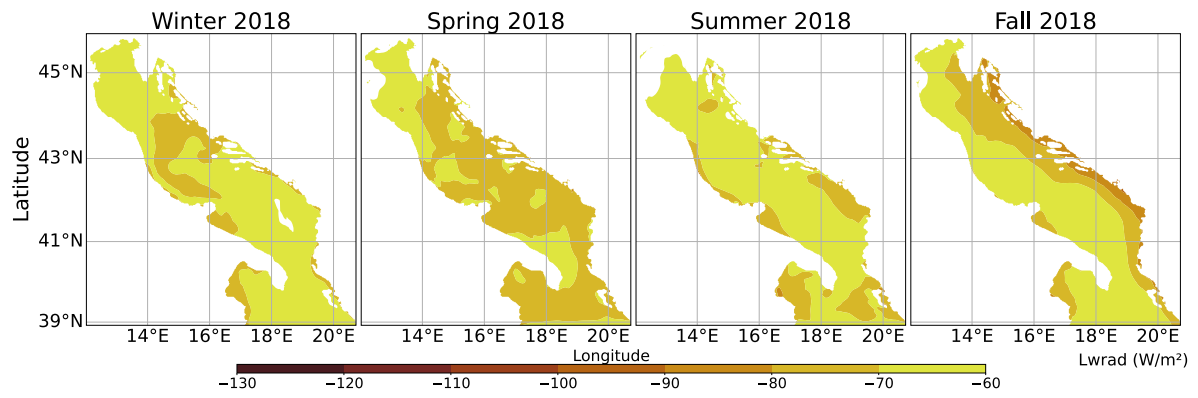 Winter 2018 Spring 2018 Summer 2018 Fall 2018
Latitude
45°N
43°N
41°N
39°N
14°E 16°E 18°E 20°E 14°E 16°E 18°E 20°E 14°E 16°E 18°E 20°E 14°E 16°E 18°E 20°E
Longitude
Lwrad (W/m²)
−130 −120 −110 −100 −90 −80 −70 −60